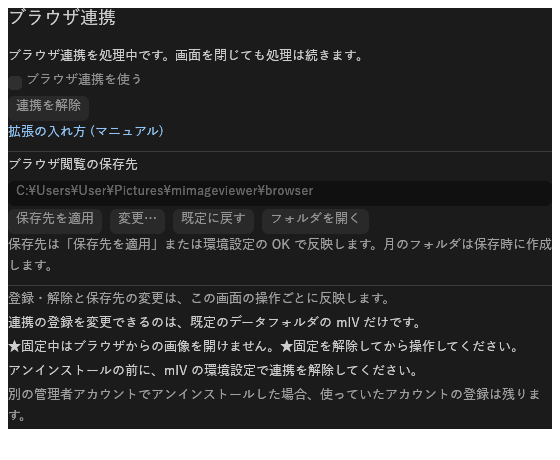 ブラウザ連携
ブラウザ連携を処理中です。画面を閉じても処理は続きます。
ブラウザ連携を使う
連携を解除
拡張の入れ方 (マニュアル)
ブラウザ閲覧の保存先
C:¥Users¥User¥Pictures¥mimageviewer¥browser
保存先を適用 変更… 既定に戻す フォルダを開く
保存先は「保存先を適用」または環境設定の OK で反映します。月のフォルダは保存時に作成
します。
登録・解除と保存先の変更は、この画面の操作ごとに反映します。
連携の登録を変更できるのは、既定のデータフォルダの mIV だけです。
★固定中はブラウザからの画像を開けません。★固定を解除してから操作してください。
アンインストールの前に、mIV の環境設定で連携を解除してください。
別の管理者アカウントでアンインストールした場合、使っていたアカウントの登録は残りま
す。